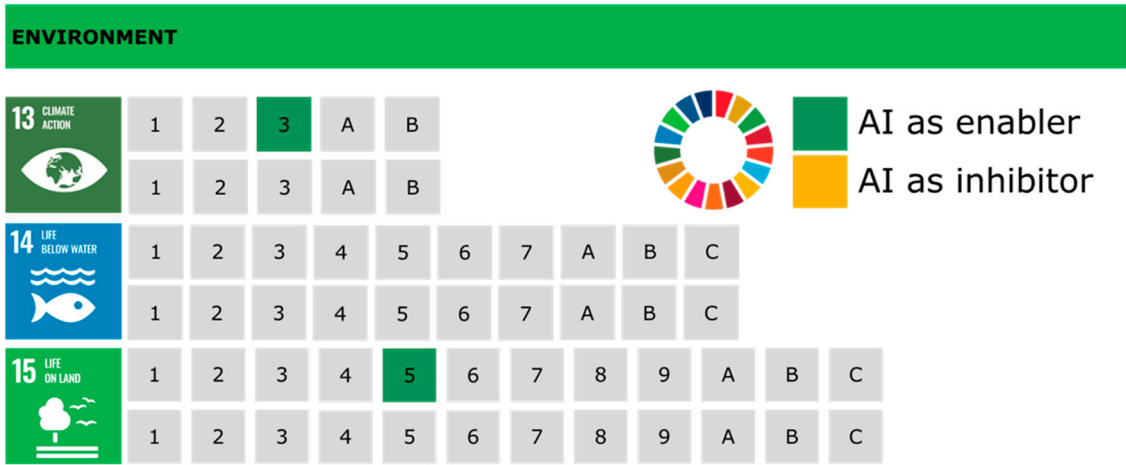 ENVIRONMENT
13 CLIMATE ACTION
1 2 3 A B
1 2 3 A B
AI as enabler
AI as inhibitor
14 LIFE BELOW WATER
1 2 3 4 5 6 7 A B C
1 2 3 4 5 6 7 A B C
15 LIFE ON LAND
1 2 3 4 5 6 7 8 9 A B C
1 2 3 4 5 6 7 8 9 A B C